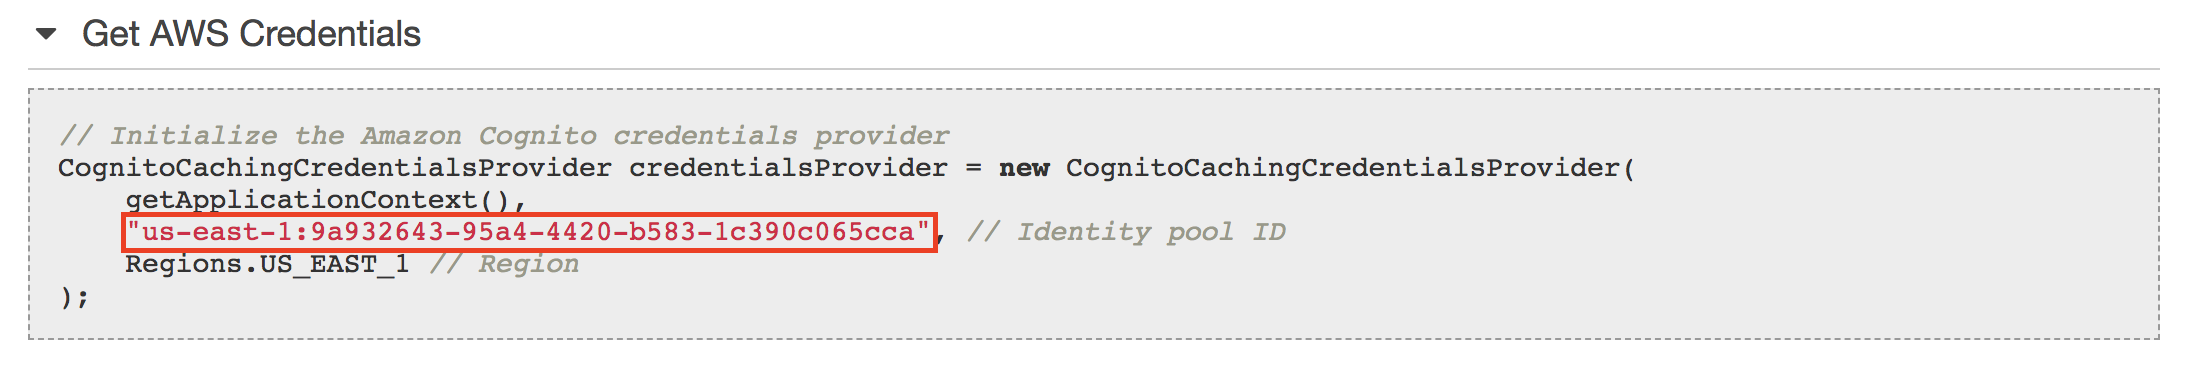 Get AWS Credentials
// Initialize the Amazon Cognito credentials provider
CognitoCachingCredentialsProvider credentialsProvider = new CognitoCachingCredentialsProvider(
getApplicationContext(),
"us-east-1:9a932643-95a4-4420-b583-1c390c065cca", // Identity pool ID
Regions.US_EAST_1 // Region
);